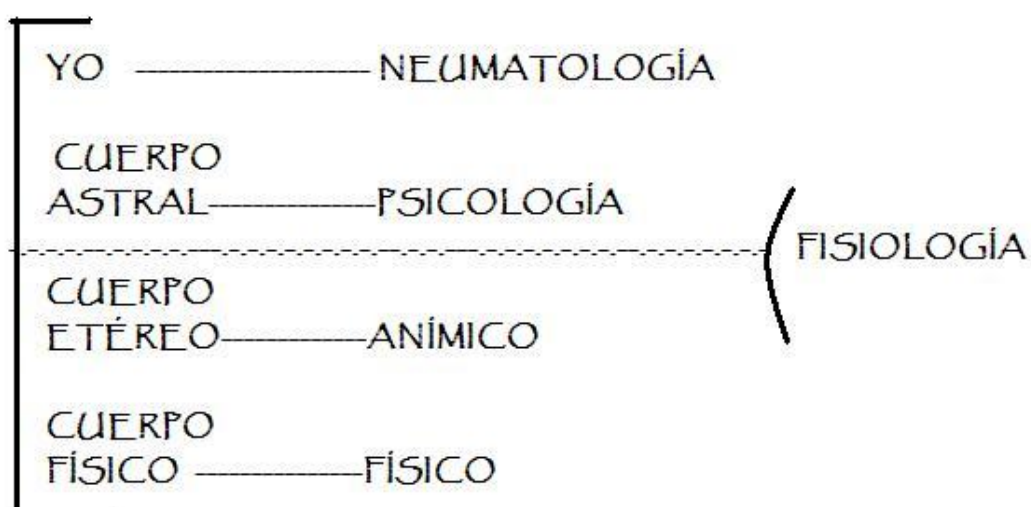 YO NEUMATOLOGÍA
CUERPO
ASTRAL PSICOLOGÍA
FISIOLOGÍA
CUERPO
ETÉREO ANÍMICO
CUERPO
FÍSICO FÍSICO